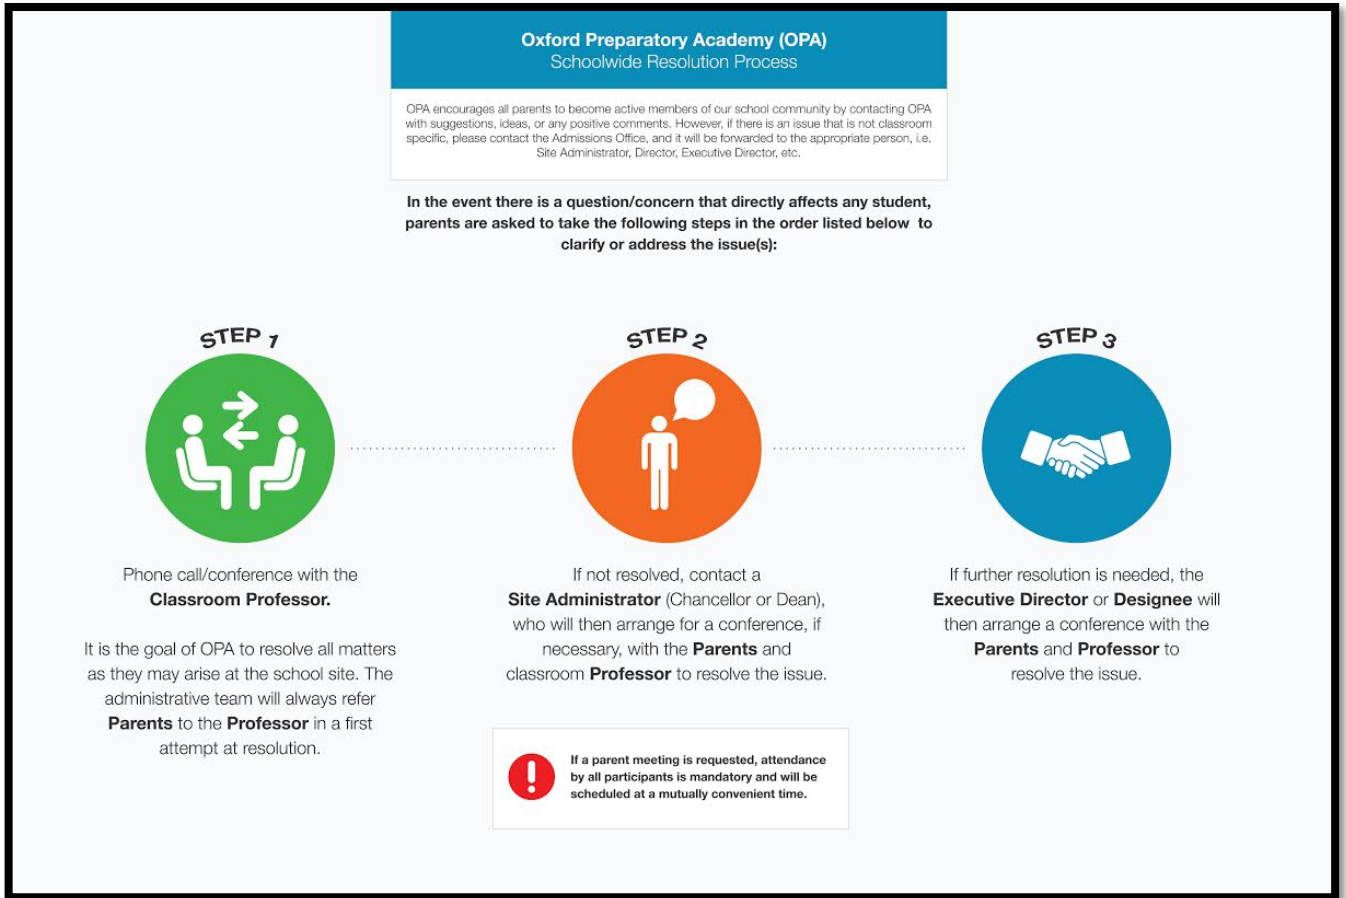 Oxford Preparatory Academy (OPA)
Schoolwide Resolution Process
OPA encourages all parents to become active members of our school community by contacting OPA
with suggestions, ideas, or any positive comments. However, if there is an issue that is not classroom
specific, please contact the Admissions Office, and it will be forwarded to the appropriate person, i.e.
Site Administrator, Director, Executive Director, etc.
In the event there is a question/concern that directly affects any student,
parents are asked to take the following steps in the order listed below to
clarify or address the issue(s):
STEP 1
Phone call/conference with the
Classroom Professor.
It is the goal of OPA to resolve all matters
as they may arise at the school site. The
administrative team will always refer
Parents to the Professor in a first
attempt at resolution.
STEP 2
If not resolved, contact a
Site Administrator (Chancellor or Dean),
who will then arrange for a conference, if
necessary, with the Parents and
classroom Professor to resolve the issue.
If a parent meeting is requested, attendance
by all participants is mandatory and will be
scheduled at a mutually convenient time.
STEP 3
If further resolution is needed, the
Executive Director or Designee will
then arrange a conference with the
Parents and Professor to
resolve the issue.